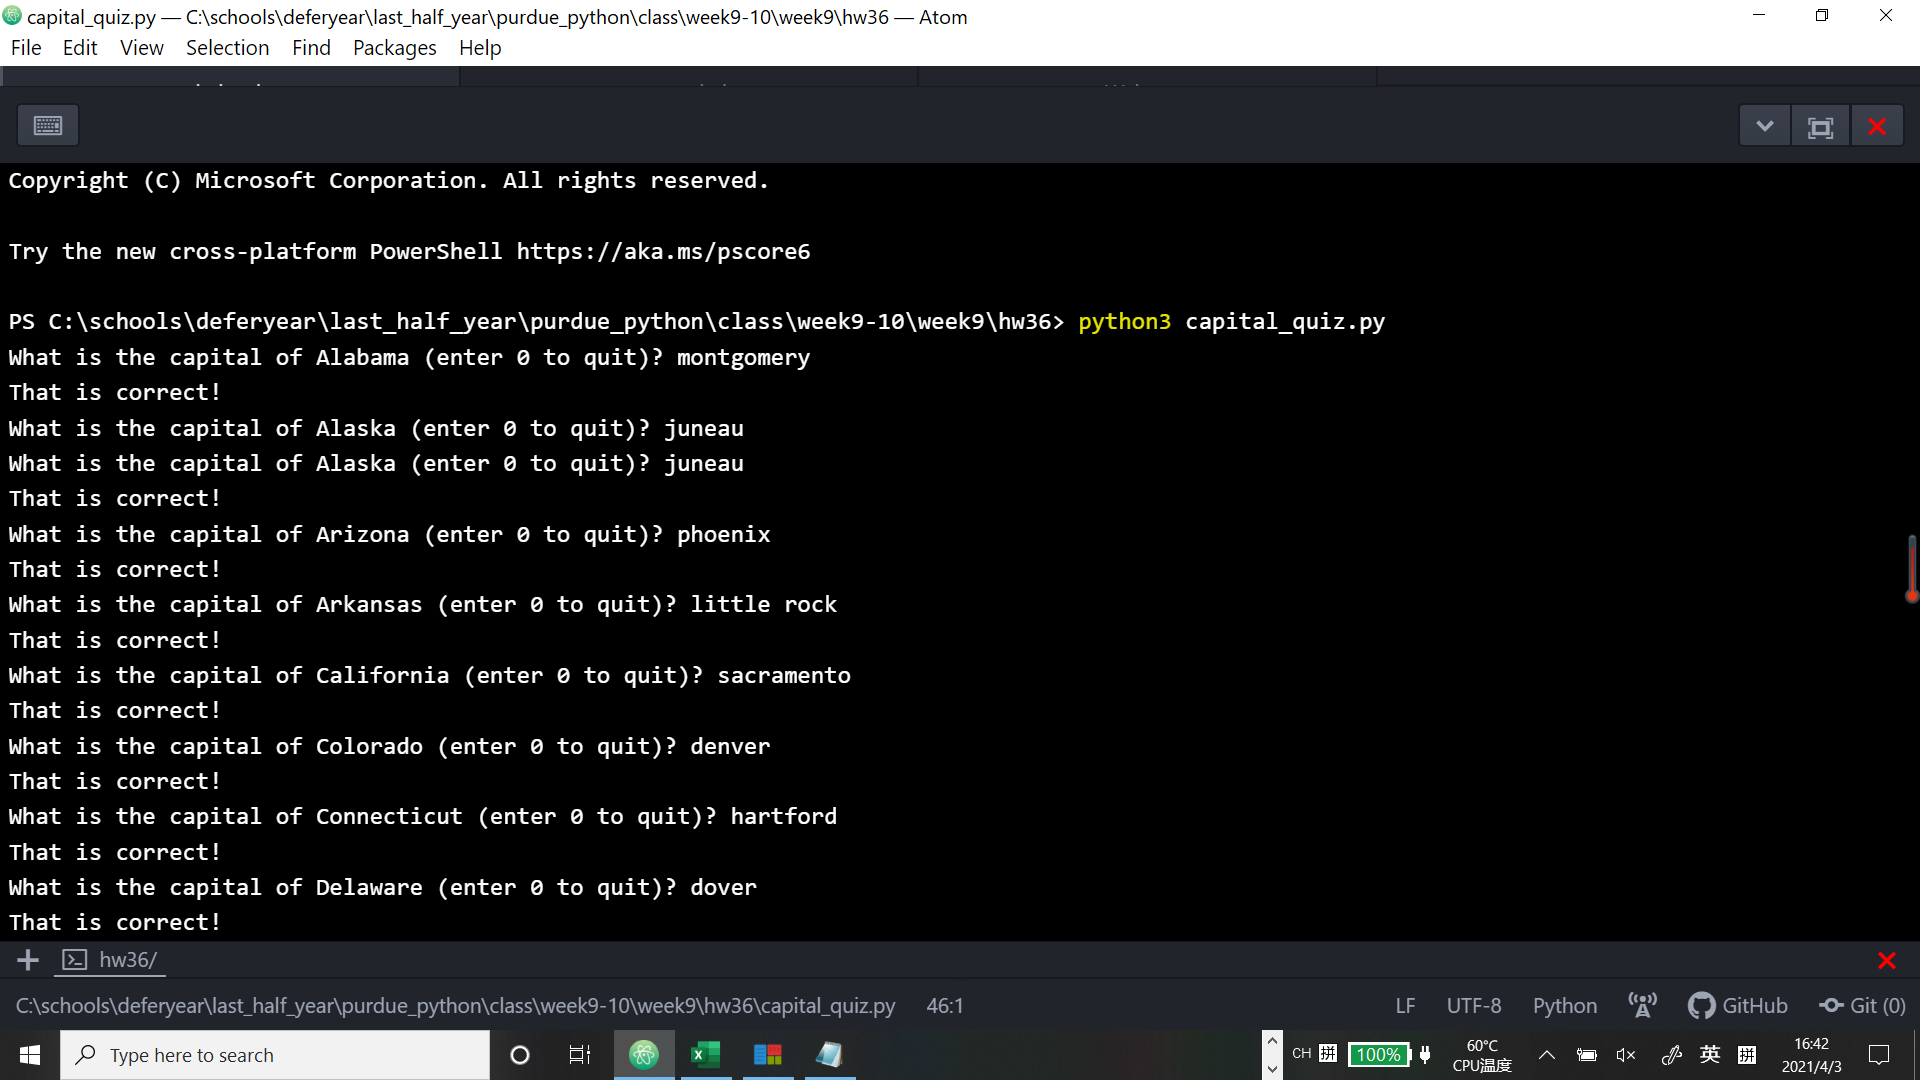 capital_quiz.py — C:\schools\deferyear\last_half_year\purdue_python\class\week9-10\week9\hw36 — Atom
File Edit View Selection Find Packages Help
Copyright (C) Microsoft Corporation. All rights reserved.
Try the new cross-platform PowerShell https://aka.ms/pscore6
PS C:\schools\deferyear\last_half_year\purdue_python\class\week9-10\week9\hw36> python3 capital_quiz.py
What is the capital of Alabama (enter 0 to quit)? montgomery
That is correct!
What is the capital of Alaska (enter 0 to quit)? juneau
What is the capital of Alaska (enter 0 to quit)? juneau
That is correct!
What is the capital of Arizona (enter 0 to quit)? phoenix
That is correct!
What is the capital of Arkansas (enter 0 to quit)? little rock
That is correct!
What is the capital of California (enter 0 to quit)? sacramento
That is correct!
What is the capital of Colorado (enter 0 to quit)? denver
That is correct!
What is the capital of Connecticut (enter 0 to quit)? hartford
That is correct!
What is the capital of Delaware (enter 0 to quit)? dover
That is correct!
hw36/
C:\schools\deferyear\last_half_year\purdue_python\class\week9-10\week9\hw36\capital_quiz.py 46:1 LF UTF-8 Python GitHub Git (0)
Type here to search CH 拼 100% 60°C 英 拼 16:42
CPU温度 2021/4/3